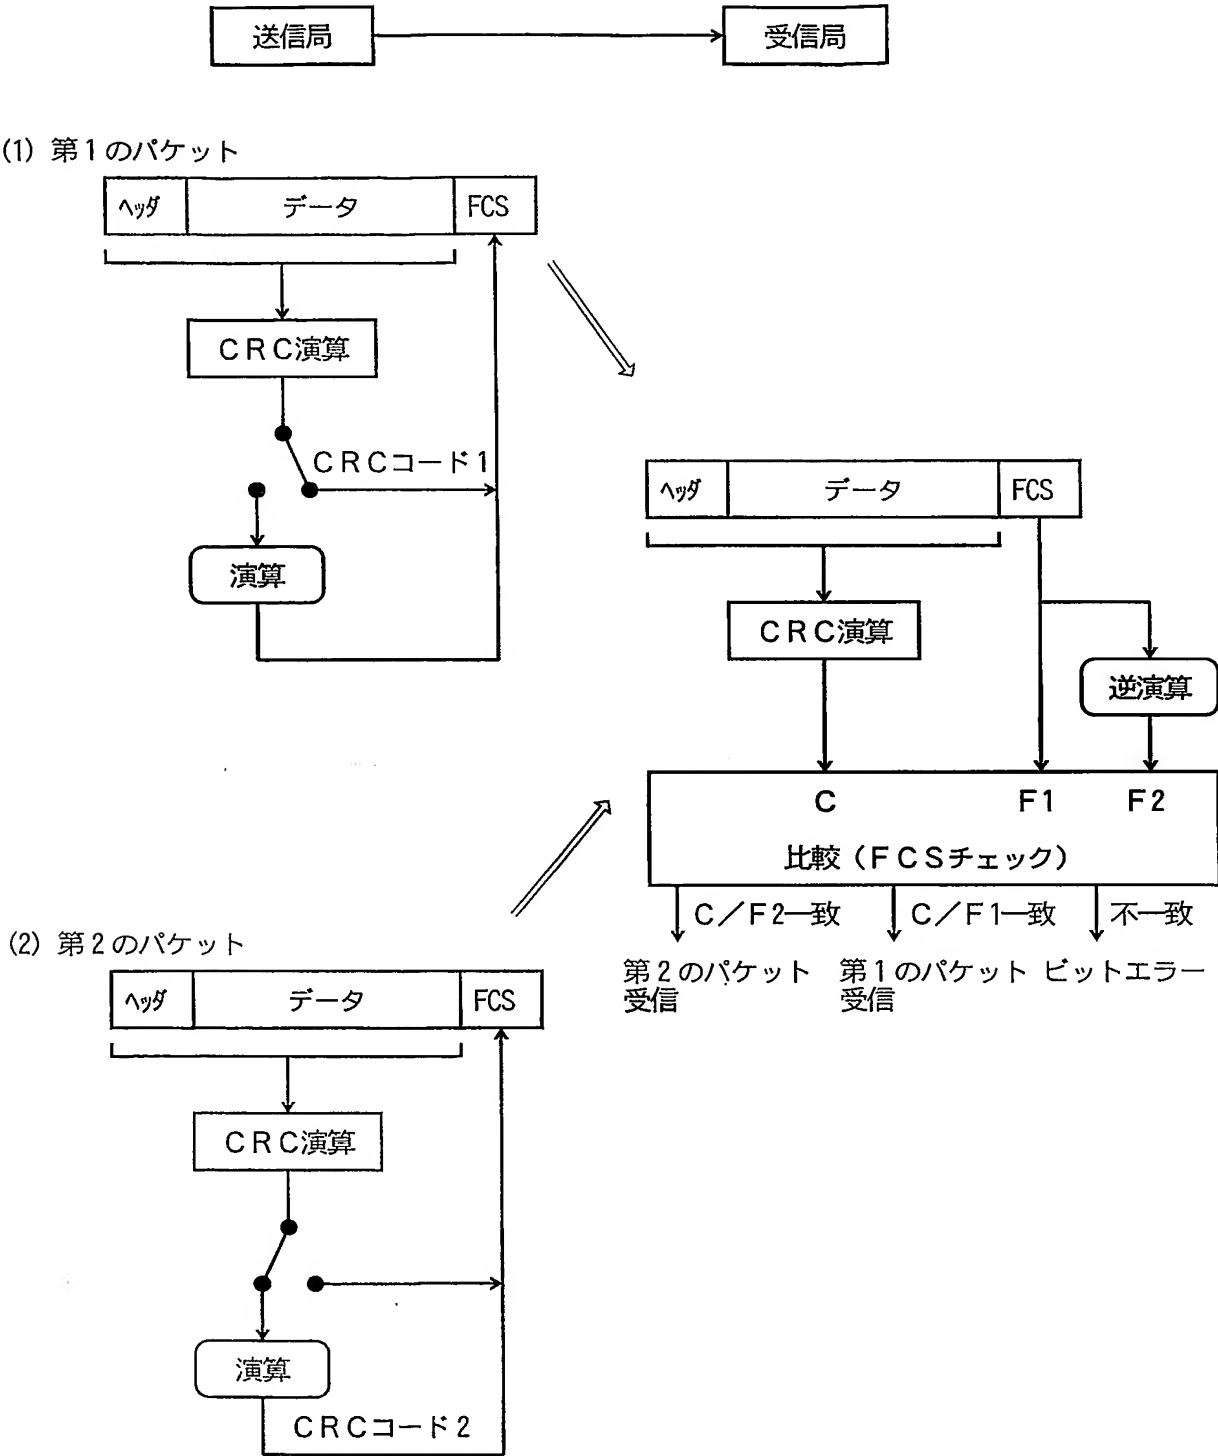 送信局
受信局
(1) 第1のパケット
ヘッダ
データ
FCS
CRC演算
CRCコード1
演算
ヘッダ
データ
FCS
CRC演算
逆演算
C
F1
F2
比較(FCSチェック)
C/F2一致
C/F1一致
不一致
第2のパケット
受信
第1のパケット
受信
ビットエラー
(2) 第2のパケット
ヘッダ
データ
FCS
CRC演算
演算
CRCコード2